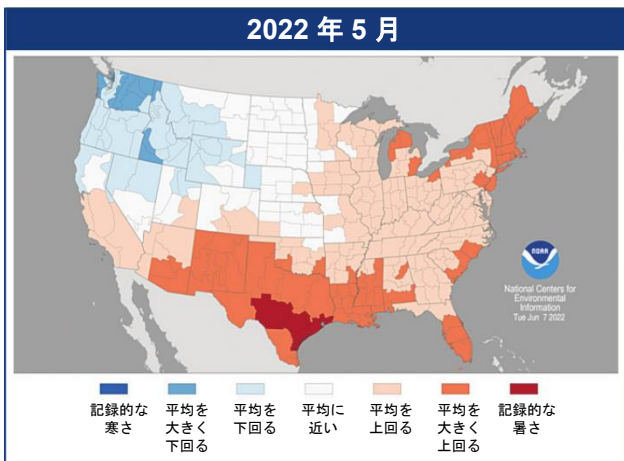 2022 年 5 月
NOAA
National Centers for
Environmental
Information
Tue Jun 7 2022
記録的な
寒さ
平均を
大きく
下回る
平均を
下回る
平均に
近い
平均を
上回る
平均を
大きく
上回る
記録的な
暑さ